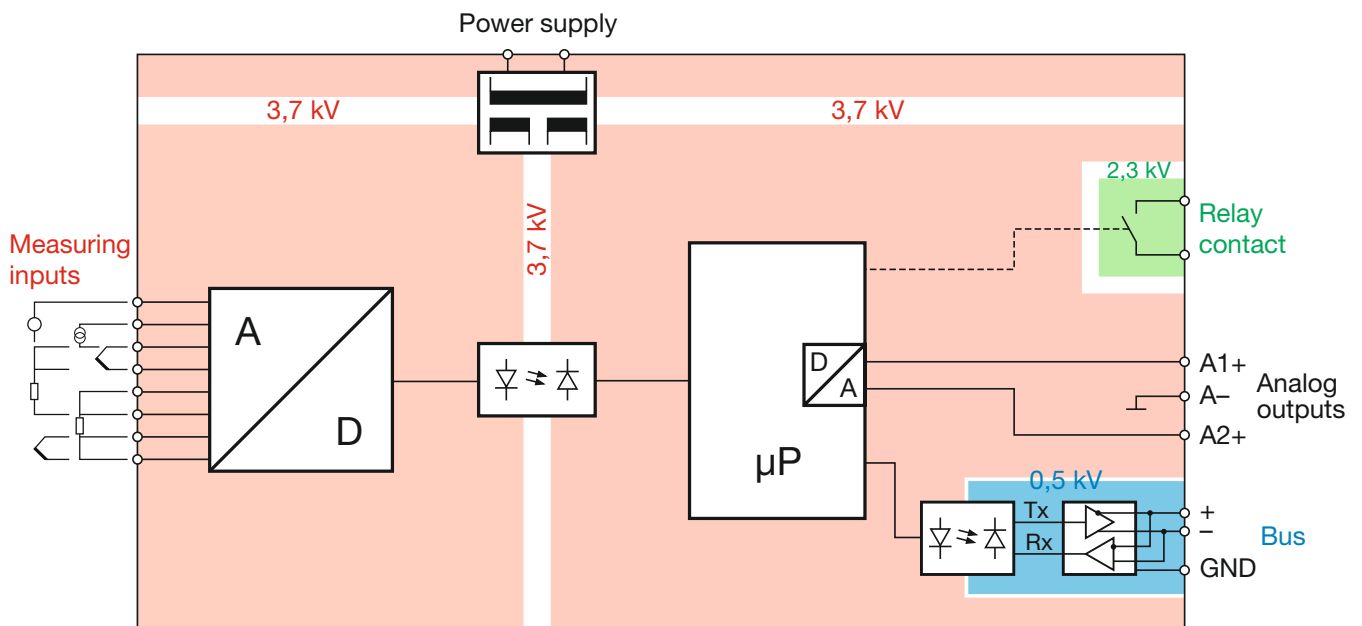 Power supply
3,7 kV
3,7 kV
2,3 kV
Relay
contact
3,7 kV
Measuring
inputs
A
D
D
A
µP
A1+
A−
A2+
Analog
outputs
0,5 kV
Tx
Rx
+
−
GND
Bus